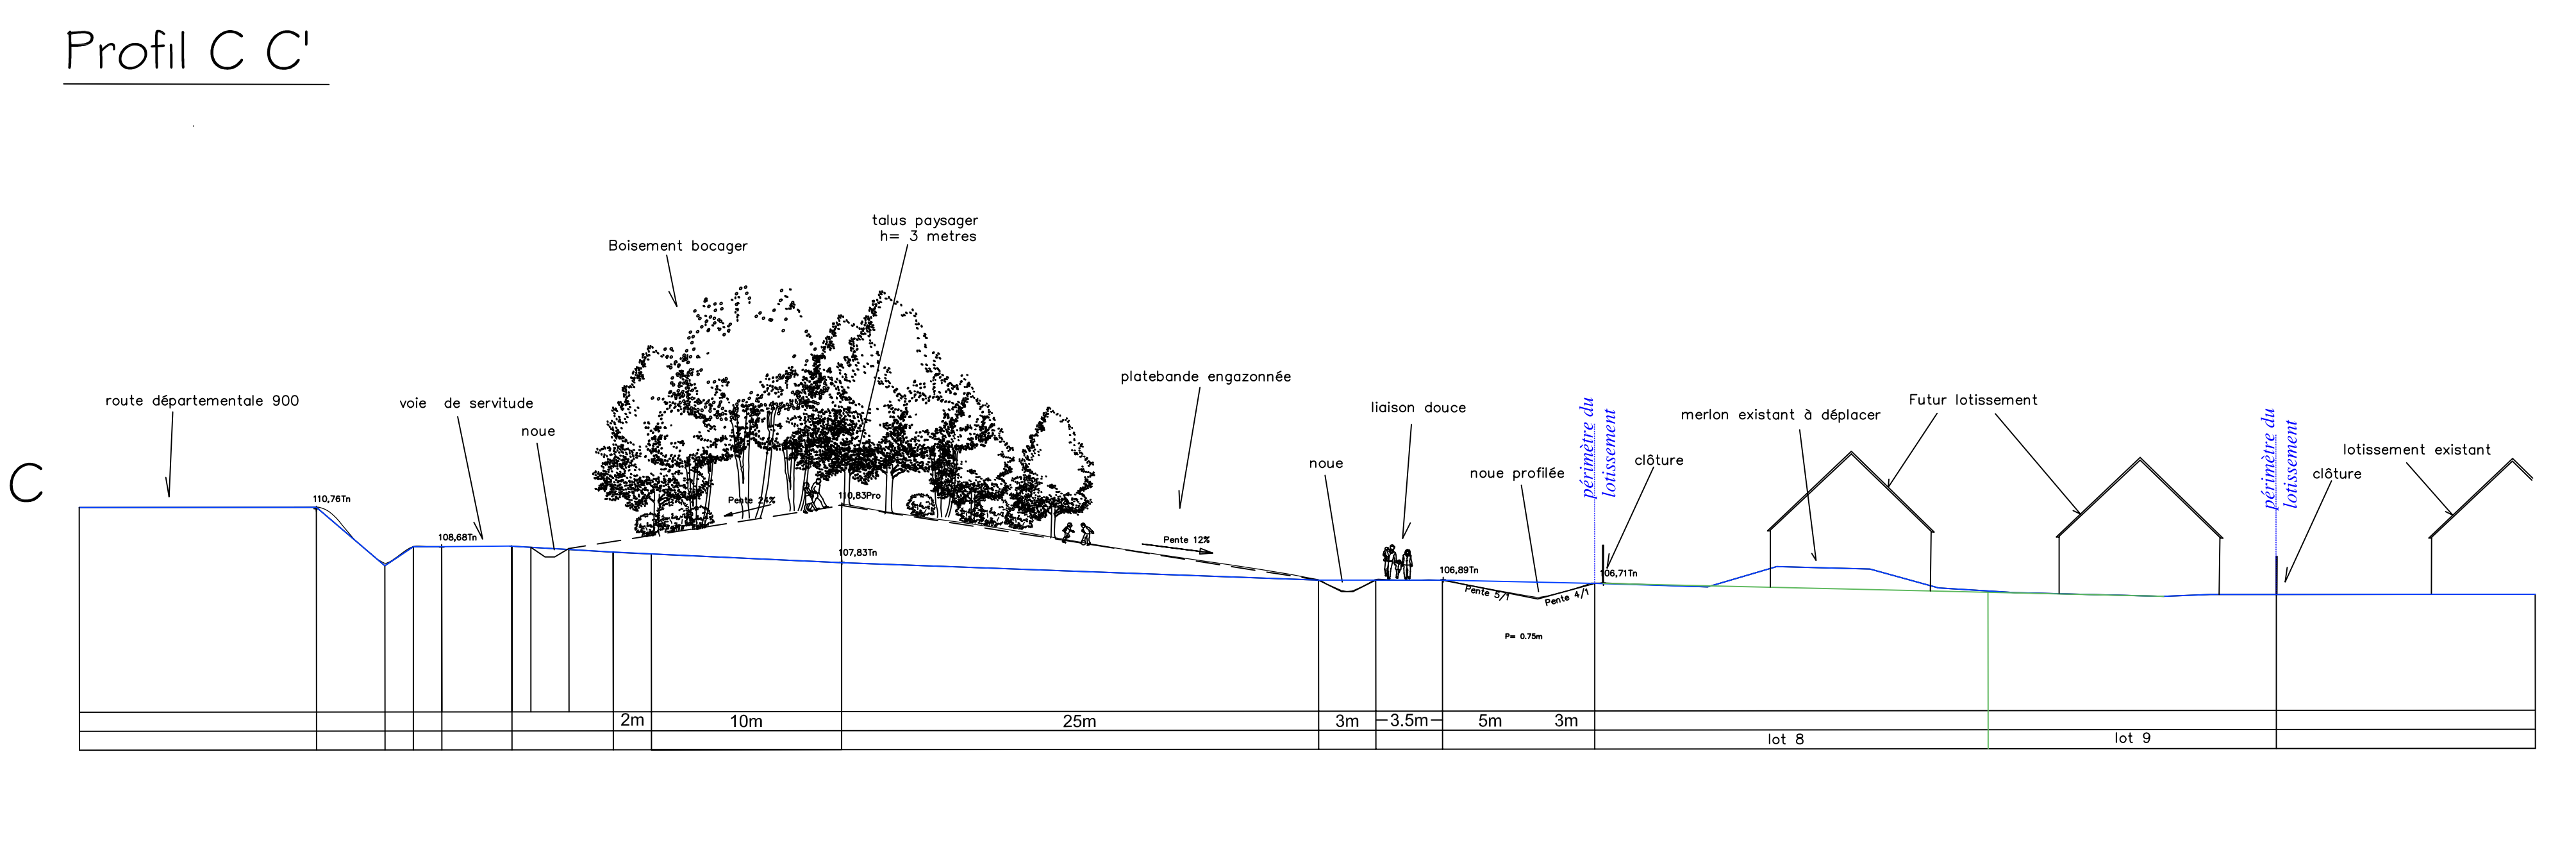 Profil C C'
talus paysager
h= 3 metres
Boisement bocager
platebande engazonnée
route départementale 900
voie de servitude
noue
liaison douce
noue
noue profilée
périmètre du
lotissement
clôture
merlon existant à déplacer
Futur lotissement
périmètre du
lotissement
clôture
lotissement existant
C
110,76Tn
108,68Tn
Pente 24%
110,83Pro
107,83Tn
Pente 12%
106,89Tn
Pente 5/1
Pente 4/1
106,71Tn
P= 0.75m
2m
10m
25m
3m
3.5m
5m
3m
lot 8
lot 9